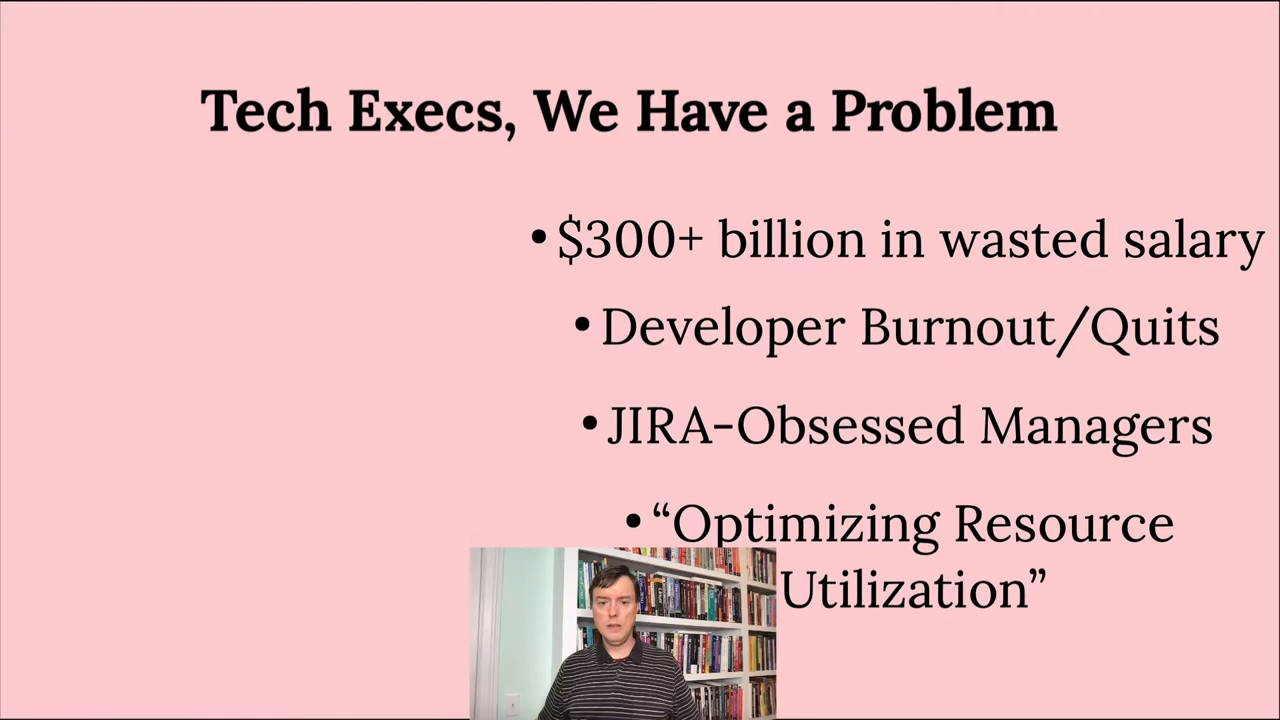 Tech Execs, We Have a Problem
•$300+ billion in wasted salary
•Developer Burnout/Quits
•JIRA-Obsessed Managers
•“Optimizing Resource
Utilization”